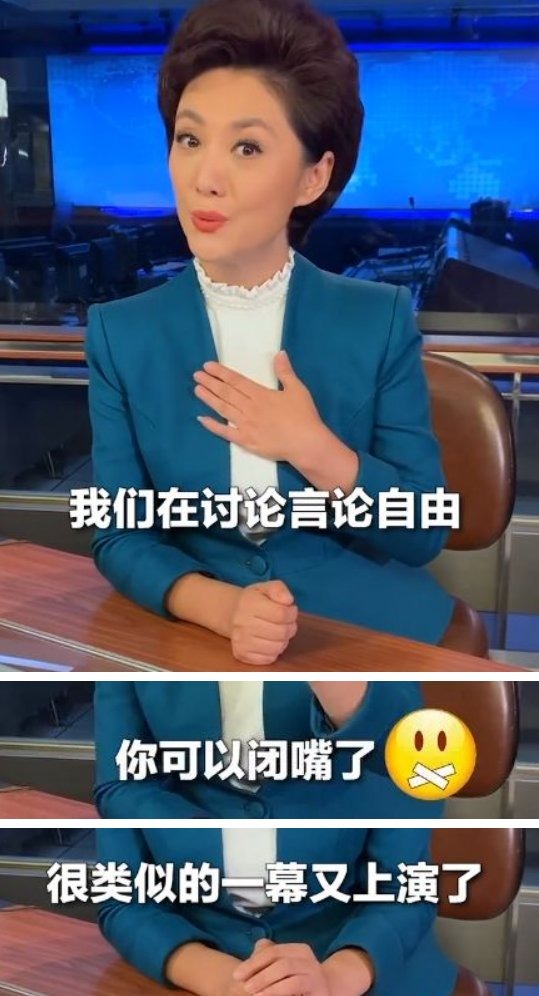 我们在讨论言论自由
你可以闭嘴了
很类似的一幕又上演了